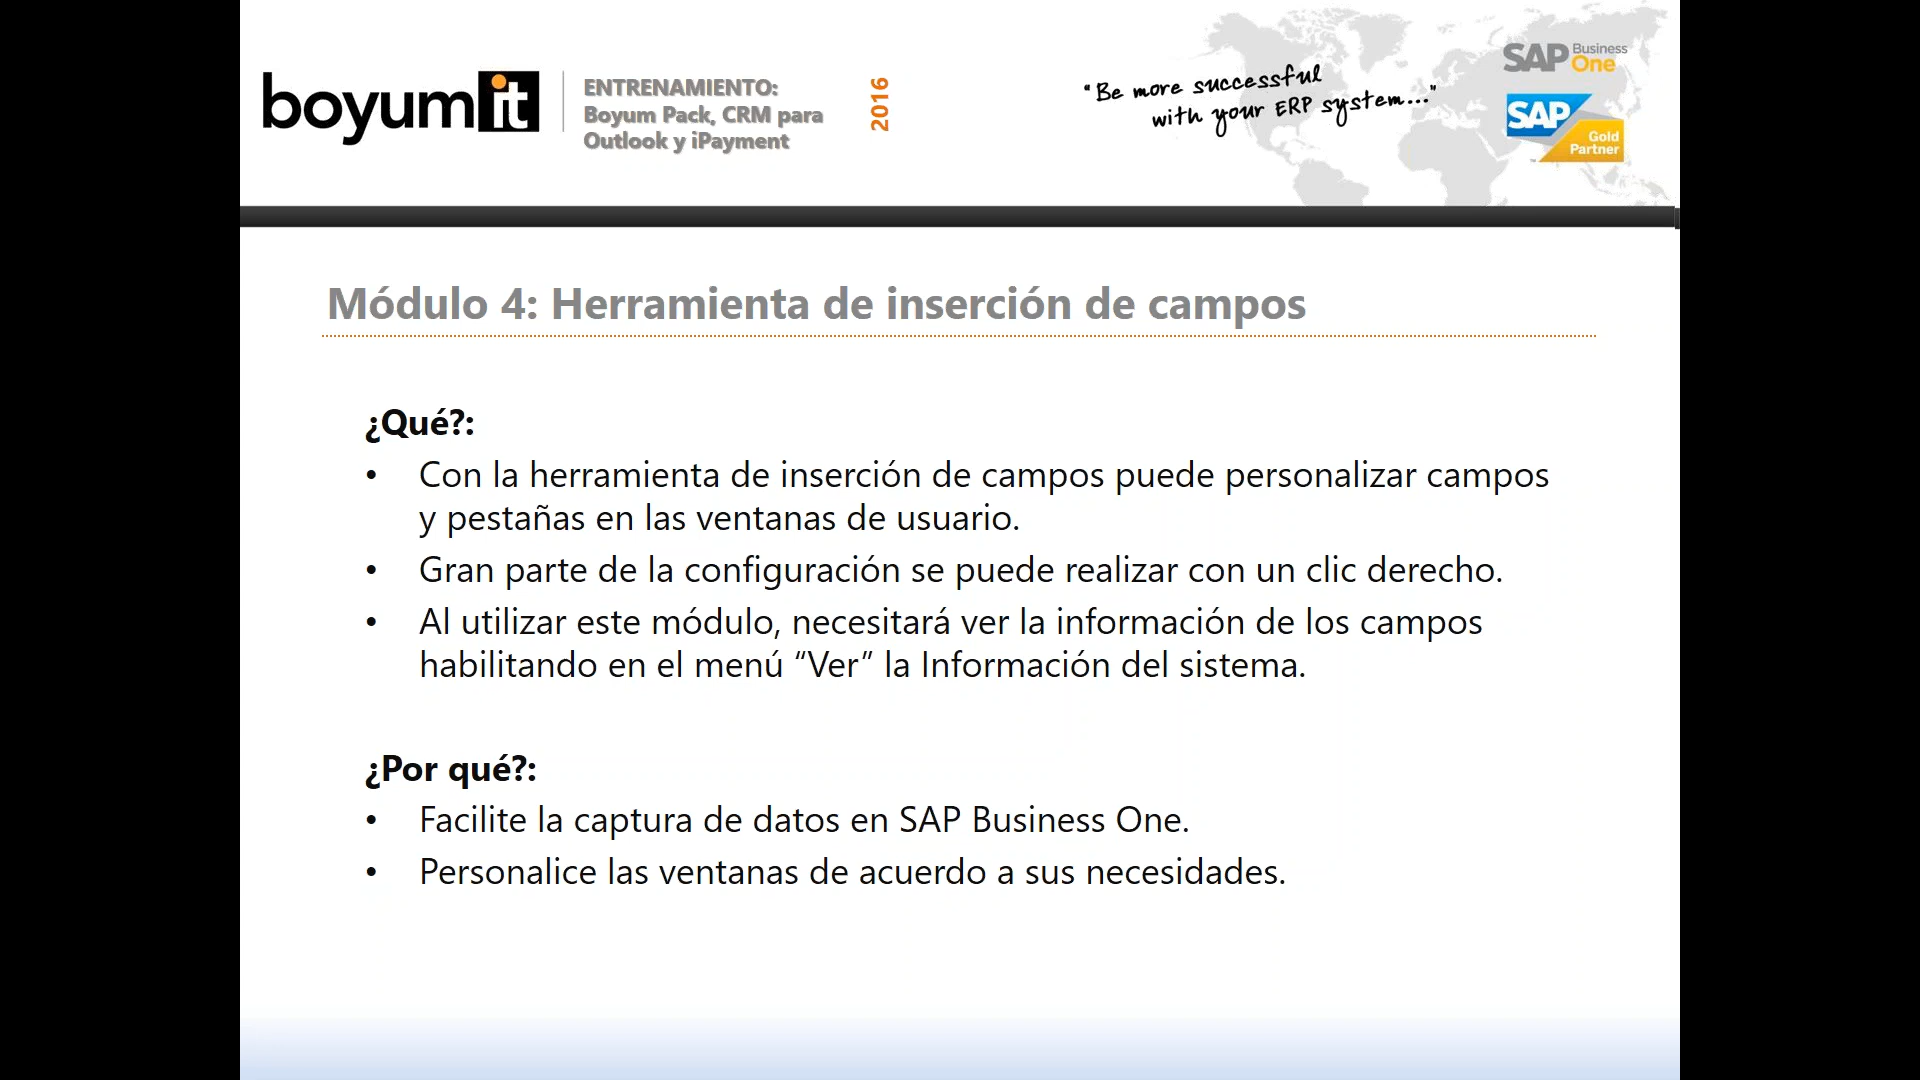 boyumit
ENTRENAMIENTO:
Boyum Pack, CRM para
Outlook y iPayment
2016
"Be more successful
with your ERP system..."
SAP Business One
SAP
Gold
Partner
Módulo 4: Herramienta de inserción de campos
¿Qué?:
• Con la herramienta de inserción de campos puede personalizar campos
y pestañas en las ventanas de usuario.
• Gran parte de la configuración se puede realizar con un clic derecho.
• Al utilizar este módulo, necesitará ver la información de los campos
habilitando en el menú “Ver” la Información del sistema.
¿Por qué?:
• Facilite la captura de datos en SAP Business One.
• Personalice las ventanas de acuerdo a sus necesidades.